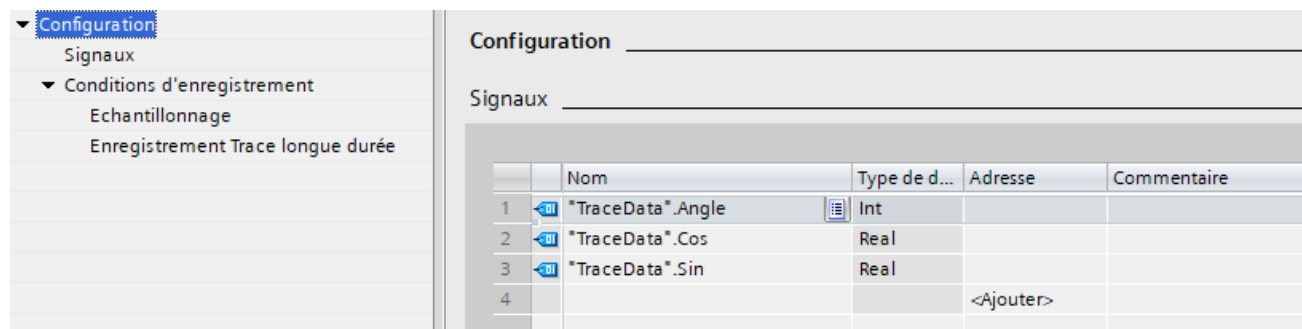 Configuration
Signaux
Conditions d'enregistrement
Echantillonnage
Enregistrement Trace longue durée
Configuration
Signaux
Nom Type de d... Adresse Commentaire
1 "TraceData".Angle Int
2 "TraceData".Cos Real
3 "TraceData".Sin Real
4 <Ajouter>